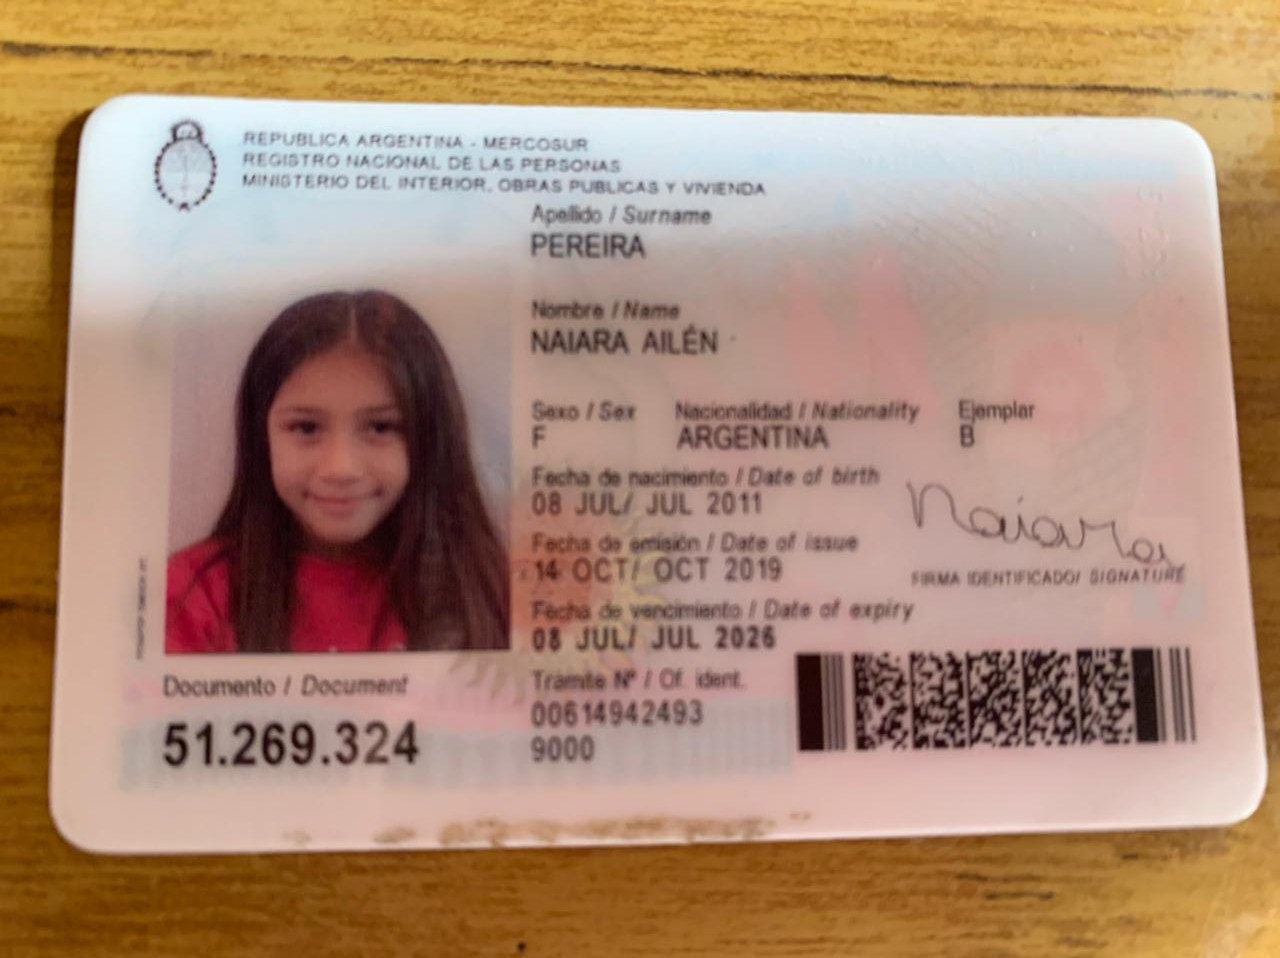 REPUBLICA ARGENTINA - MERCOSUR
REGISTRO NACIONAL DE LAS PERSONAS
MINISTERIO DEL INTERIOR, OBRAS PUBLICAS Y VIVIENDA
Apellido / Surname
PEREIRA
Nombre / Name
NAIARA AILÉN
Sexo / Sex Nacionalidad / Nationality Ejemplar
F ARGENTINA B
Fecha de nacimiento / Date of birth
08 JUL/ JUL 2011
Fecha de emisión / Date of issue
14 OCT/ OCT 2019
Naiara
FIRMA IDENTIFICADO/ SIGNATURE
Fecha de vencimiento / Date of expiry
08 JUL/ JUL 2026
Documento / Document
51.269.324
Trámite Nº / Of. ident.
00614942493
9000